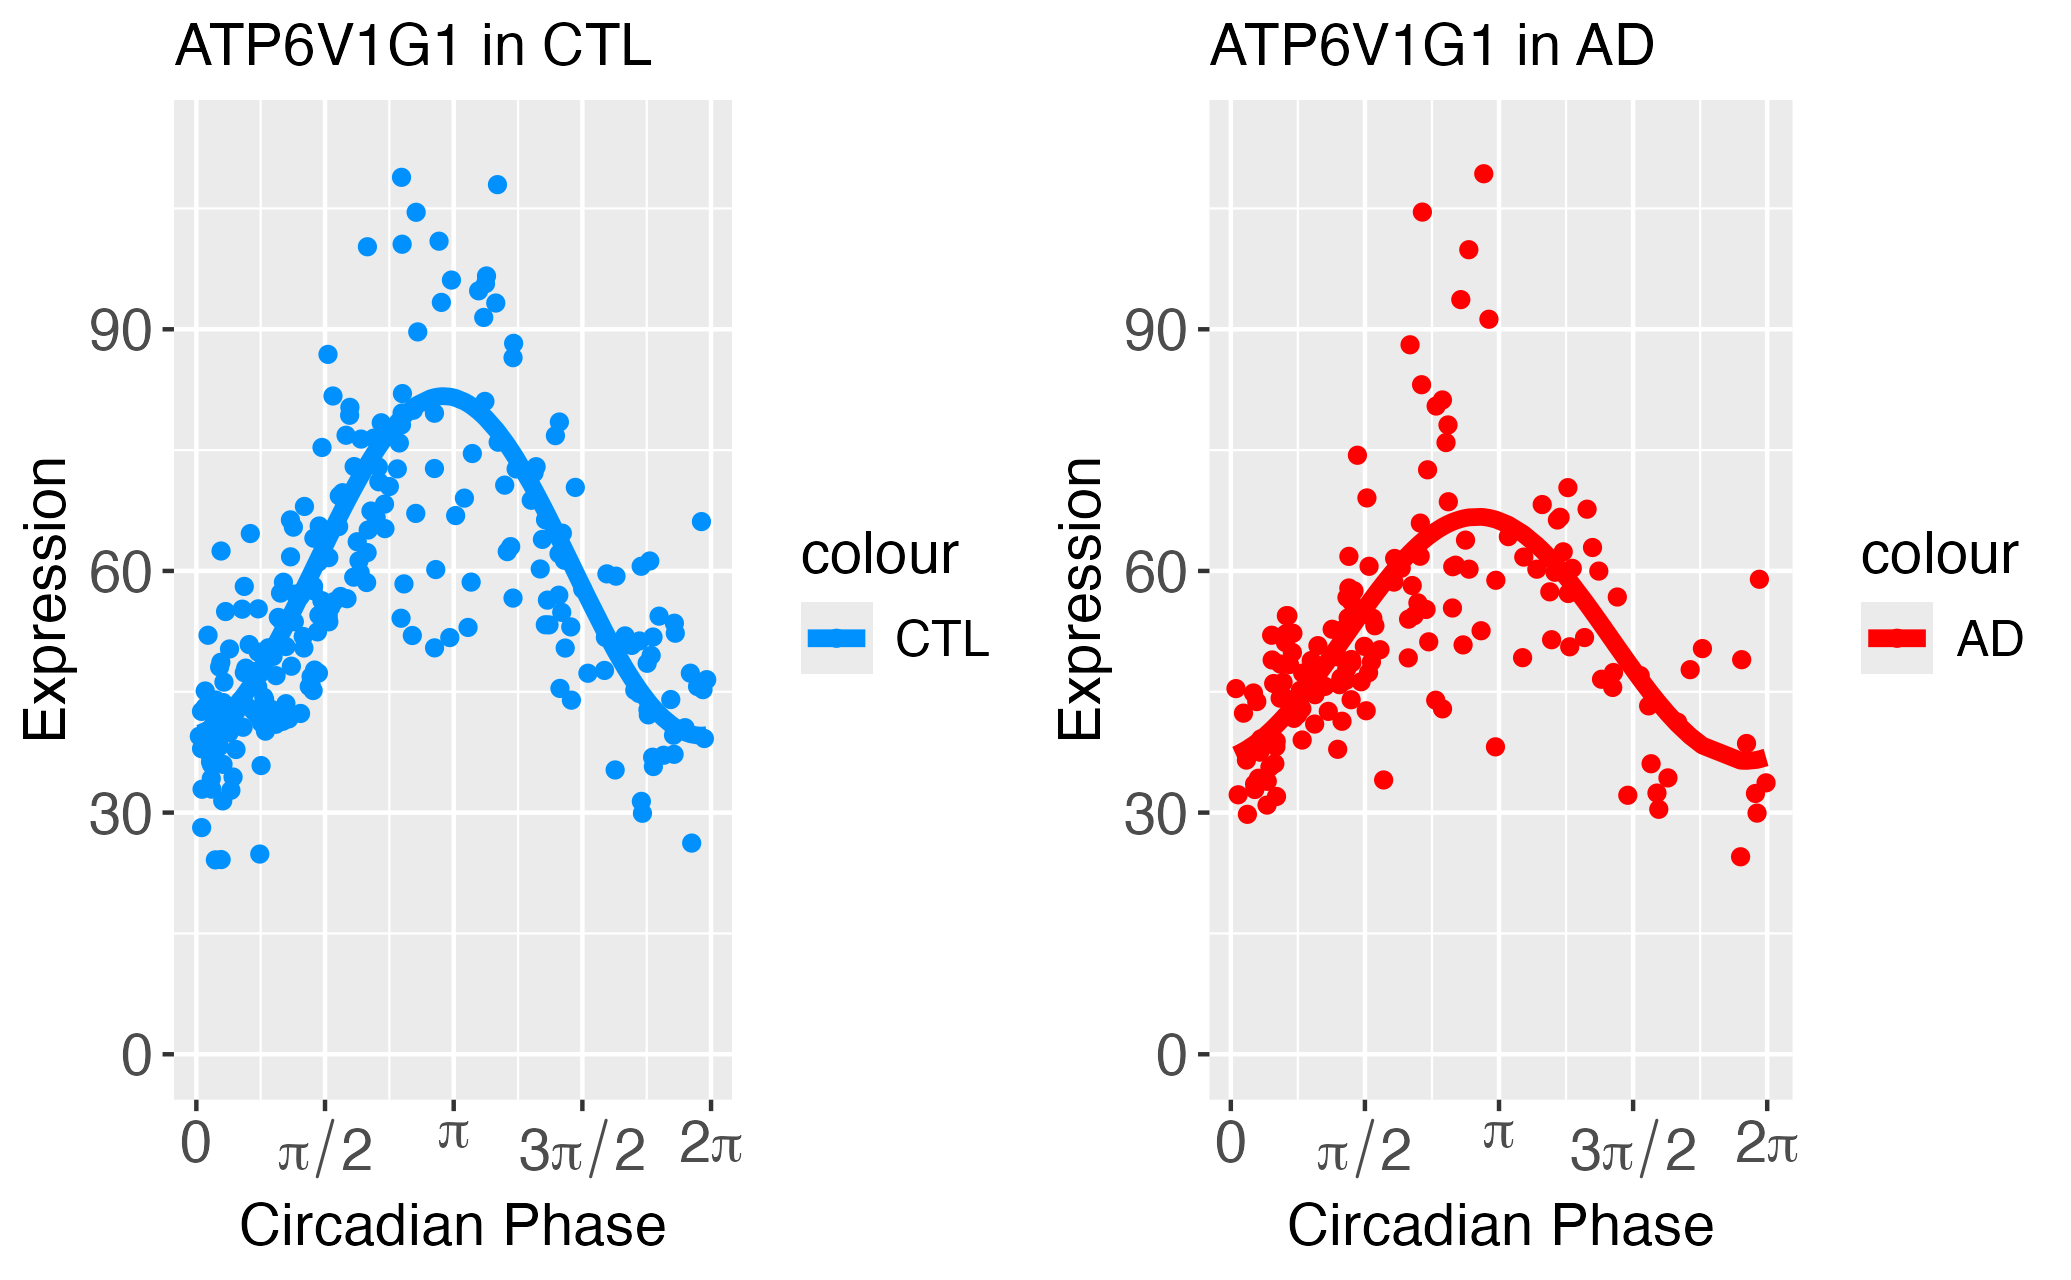 ATP6V1G1 in CTL
Expression
90
60
30
0
0 π/2 π 3π/2 2π
Circadian Phase
colour
CTL
ATP6V1G1 in AD
Expression
90
60
30
0
0 π/2 π 3π/2 2π
Circadian Phase
colour
AD